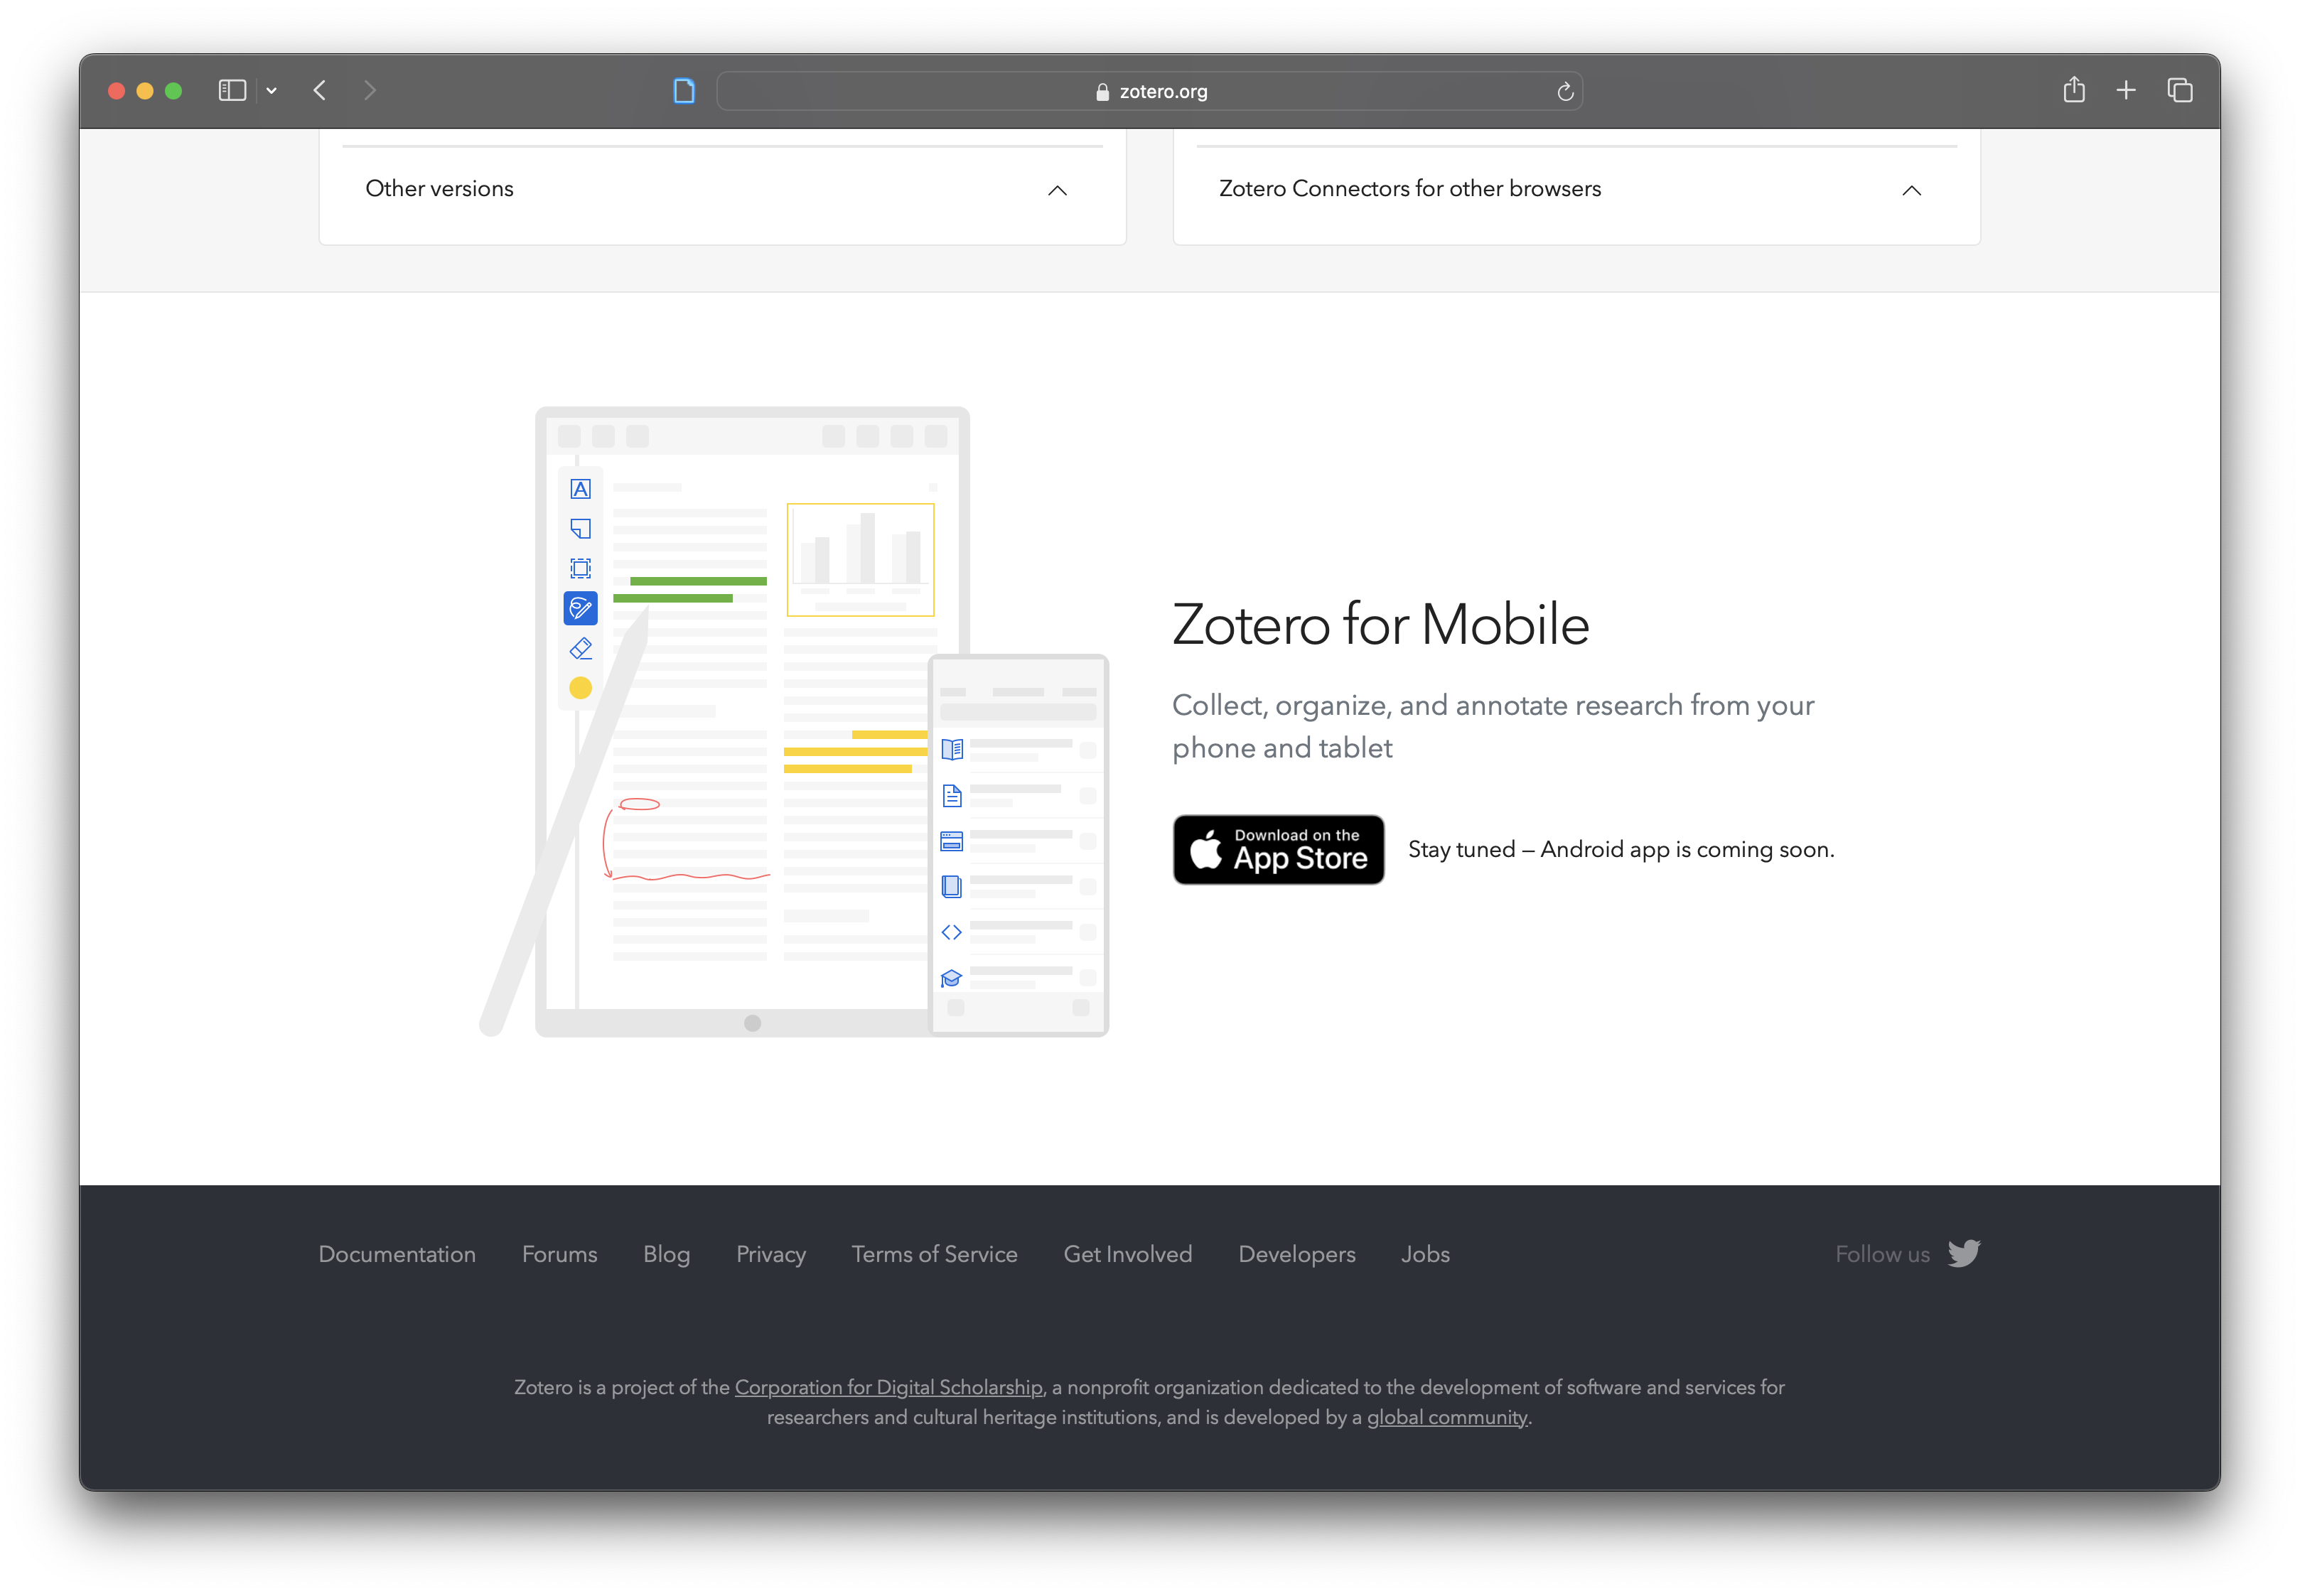 zotero.org
Other versions
Zotero Connectors for other browsers
A
Zotero for Mobile
Collect, organize, and annotate research from your
phone and tablet
Download on the
App Store
Stay tuned – Android app is coming soon.
Documentation Forums Blog Privacy Terms of Service Get Involved Developers Jobs Follow us
Zotero is a project of the Corporation for Digital Scholarship, a nonprofit organization dedicated to the development of software and services for
researchers and cultural heritage institutions, and is developed by a global community.